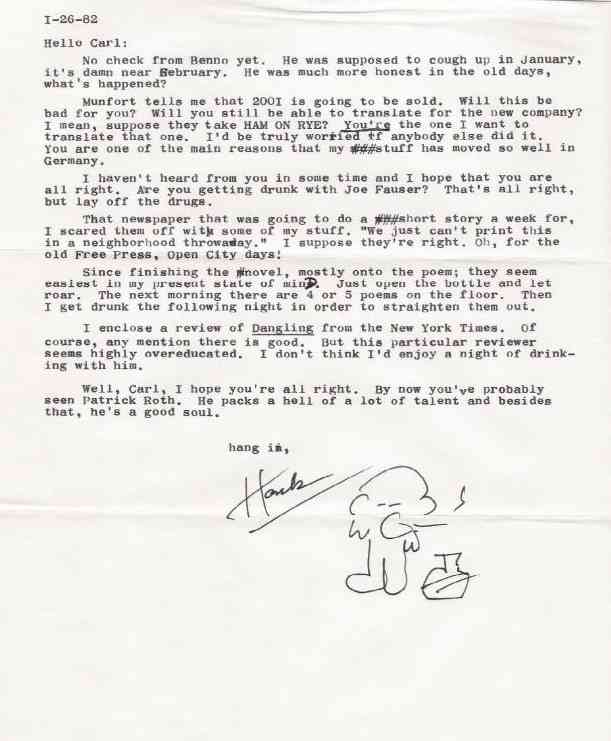 I-26-82
Hello Carl:
No check from Benno yet. He was supposed to cough up in January,
it's damn near February. He was much more honest in the old days,
what's happened?
Munfort tells me that 200I is going to be sold. Will this be
bad for you? Will you still be able to translate for the new company?
I mean, suppose they take HAM ON RYE? You're the one I want to
translate that one. I'd be truly worried if anybody else did it.
You are one of the main reasons that my ###stuff has moved so well in
Germany.
I haven't heard from you in some time and I hope that you are
all right. Are you getting drunk with Joe Fauser? That's all right,
but lay off the drugs.
That newspaper that was going to do a ###short story a week for,
I scared them off with some of my stuff. "We just can't print this
in a neighborhood throwaway." I suppose they're right. Oh, for the
old Free Press, Open City days!
Since finishing the #novel, mostly onto the poem; they seem
easiest in my present state of minD. Just open the bottle and let
roar. The next morning there are 4 or 5 poems on the floor. Then
I get drunk the following night in order to straighten them out.
I enclose a review of Dangling from the New York Times. Of
course, any mention there is good. But this particular reviewer
seems highly overeducated. I don't think I'd enjoy a night of drink-
ing with him.
Well, Carl, I hope you're all right. By now you've probably
seen Patrick Roth. He packs a hell of a lot of talent and besides
that, he's a good soul.
hang in,
Hank